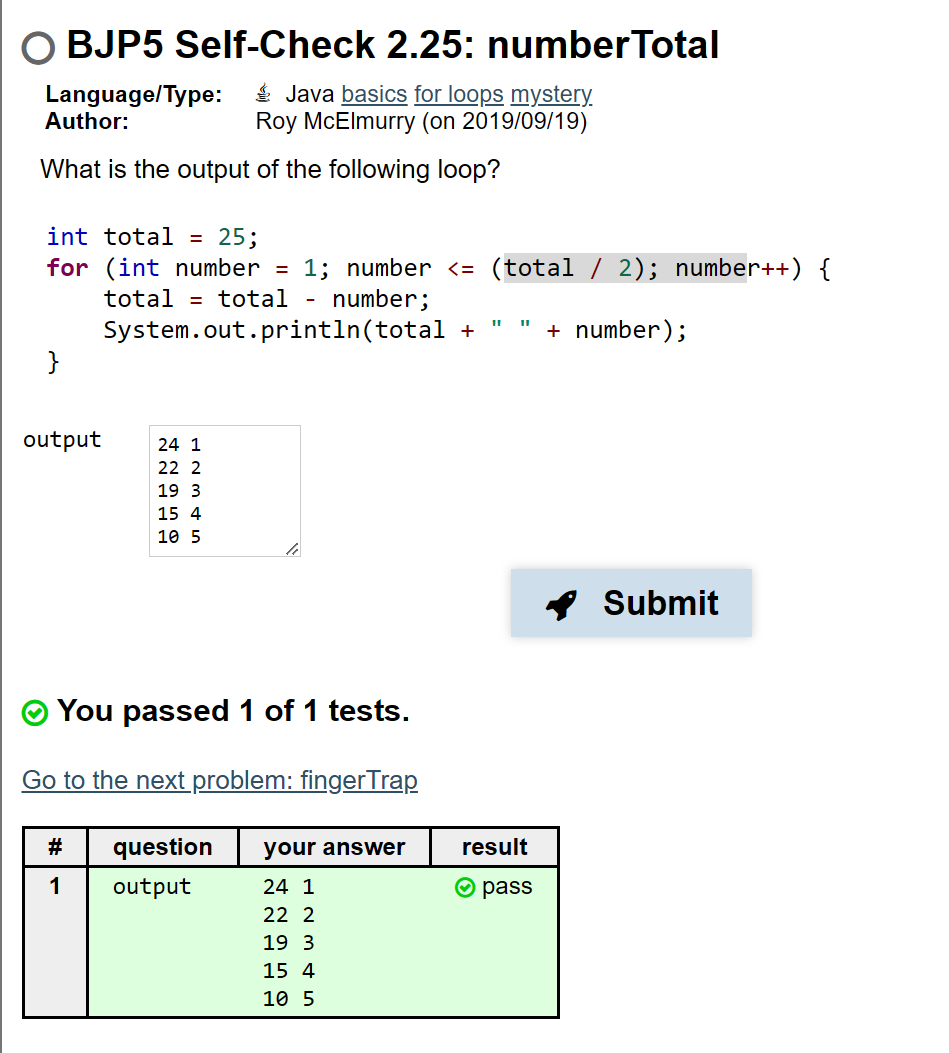 BJP5 Self-Check 2.25: numberTotal
Language/Type: Java basics for loops mystery
Author: Roy McElmurry (on 2019/09/19)
What is the output of the following loop?
int total = 25;
for (int number = 1; number <= (total / 2); number++) {
    total = total - number;
    System.out.println(total + " " + number);
}
output
24 1
22 2
19 3
15 4
10 5
Submit
You passed 1 of 1 tests.
Go to the next problem: fingerTrap
# question your answer result
1 output 24 1 pass
22 2
19 3
15 4
10 5